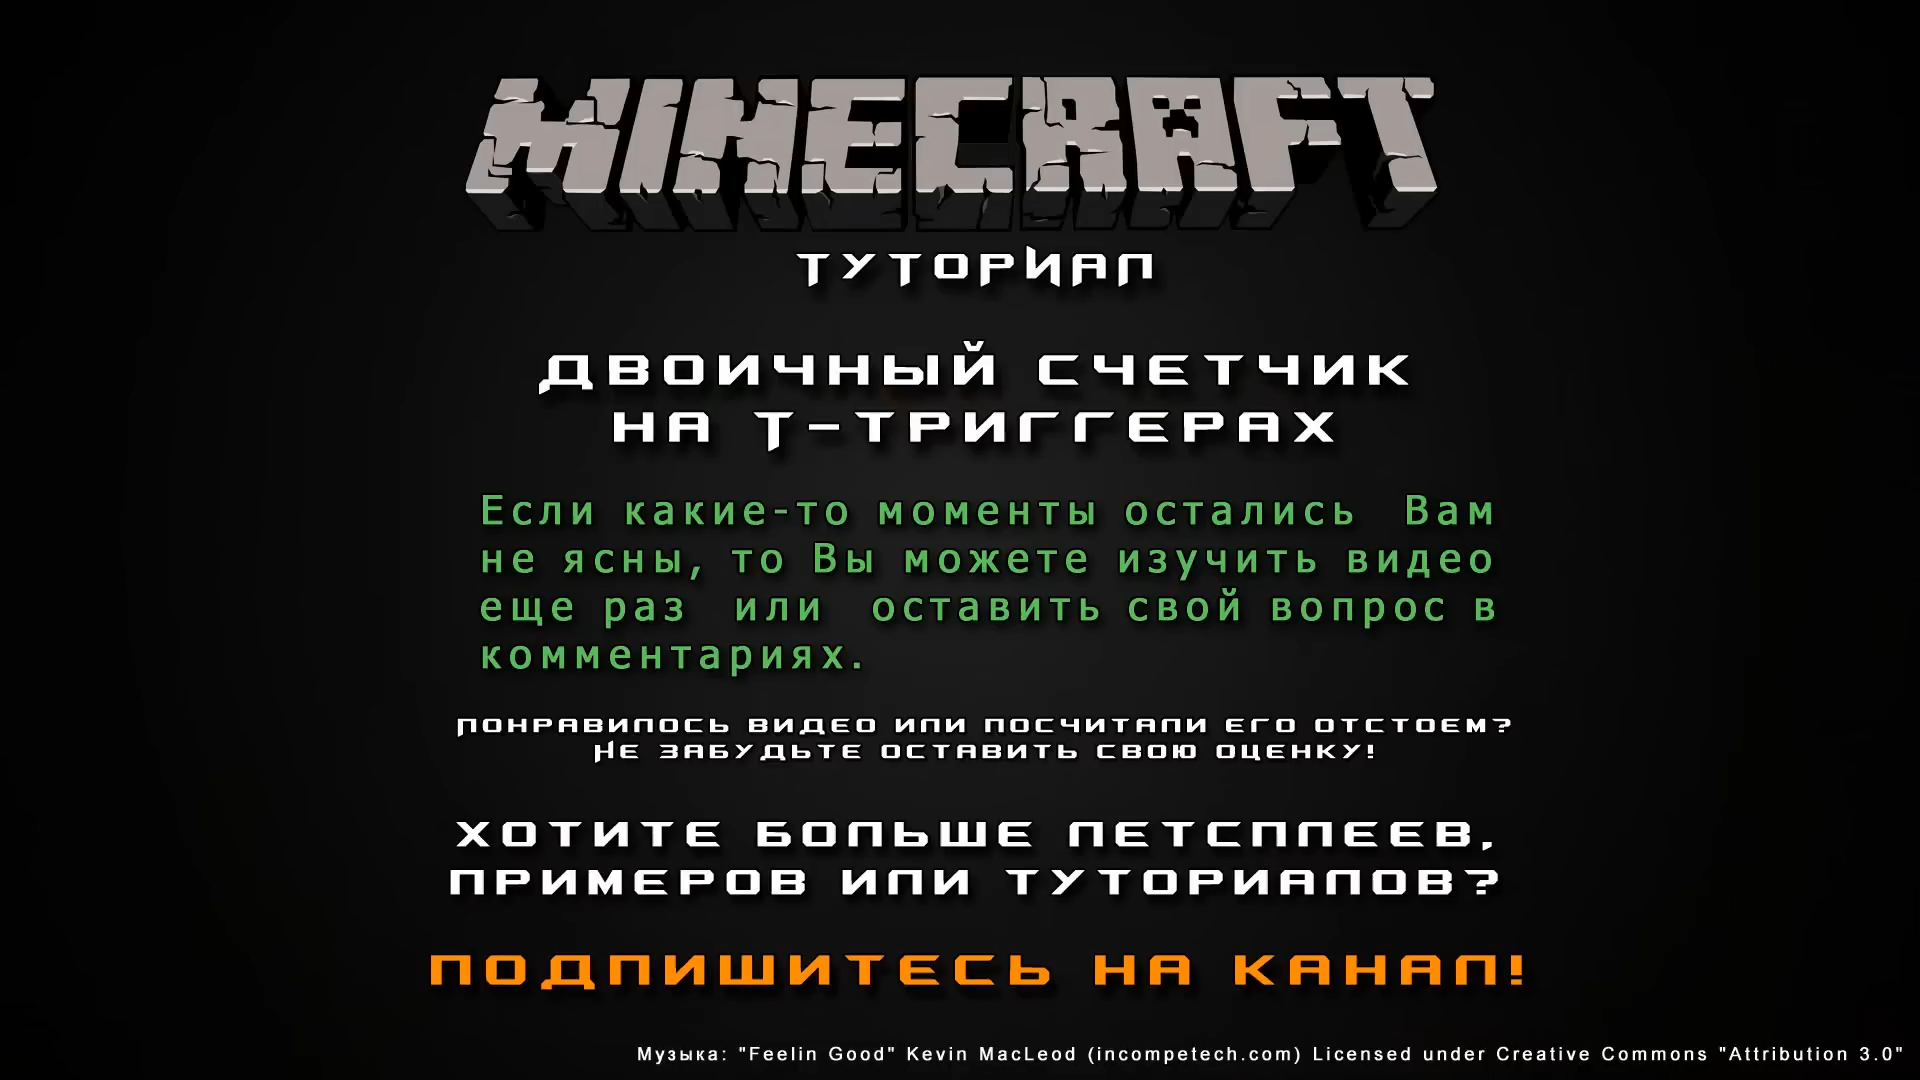 MINECRAFT
ТУТОРИАЛ
ДВОИЧНЫЙ СЧЕТЧИК
НА Т-ТРИГГЕРАХ
Если какие-то моменты остались Вам
не ясны, то Вы можете изучить видео
еще раз или оставить свой вопрос в
комментариях.
ПОНРАВИЛОСЬ ВИДЕО ИЛИ ПОСЧИТАЛИ ЕГО ОТСТОЕМ?
НЕ ЗАБУДЬТЕ ОСТАВИТЬ СВОЮ ОЦЕНКУ!
ХОТИТЕ БОЛЬШЕ ЛЕТСПЛЕЕВ,
ПРИМЕРОВ ИЛИ ТУТОРИАЛОВ?
ПОДПИШИТЕСЬ НА КАНАЛ!
Музыка: "Feelin Good" Kevin MacLeod (incompetech.com) Licensed under Creative Commons "Attribution 3.0"